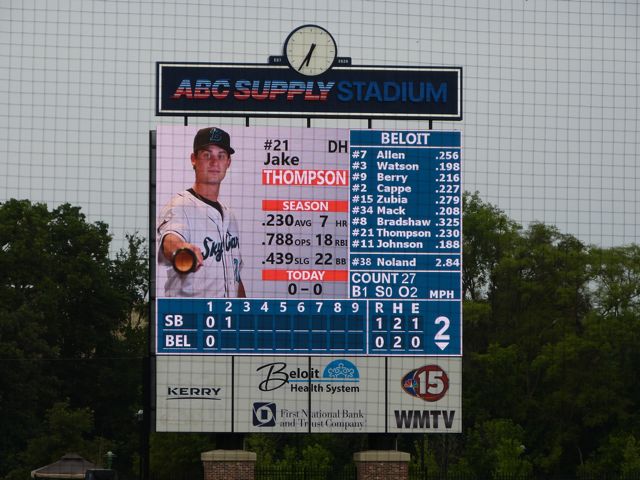 ABC SUPPLY STADIUM
#21 DH
Jake
THOMPSON
SEASON
.230 AVG 7 HR
.788 OPS 18 RBI
.439 SLG 22 BB
TODAY
0-0
BELOIT
#7 Allen .256
#3 Watson .198
#9 Berry .216
#2 Cappe .227
#15 Zubia .279
#34 Mack .208
#8 Bradshaw .325
#21 Thompson .230
#11 Johnson .188
#38 Noland 2.84
COUNT 27
B1 S0 O2 MPH
1 2 3 4 5 6 7 8 9 R H E
SB 0 1 1 2 1
BEL 0 0 2 0
2
KERRY
Beloit
Health System
First National Bank
and Trust Company
15
WMTV